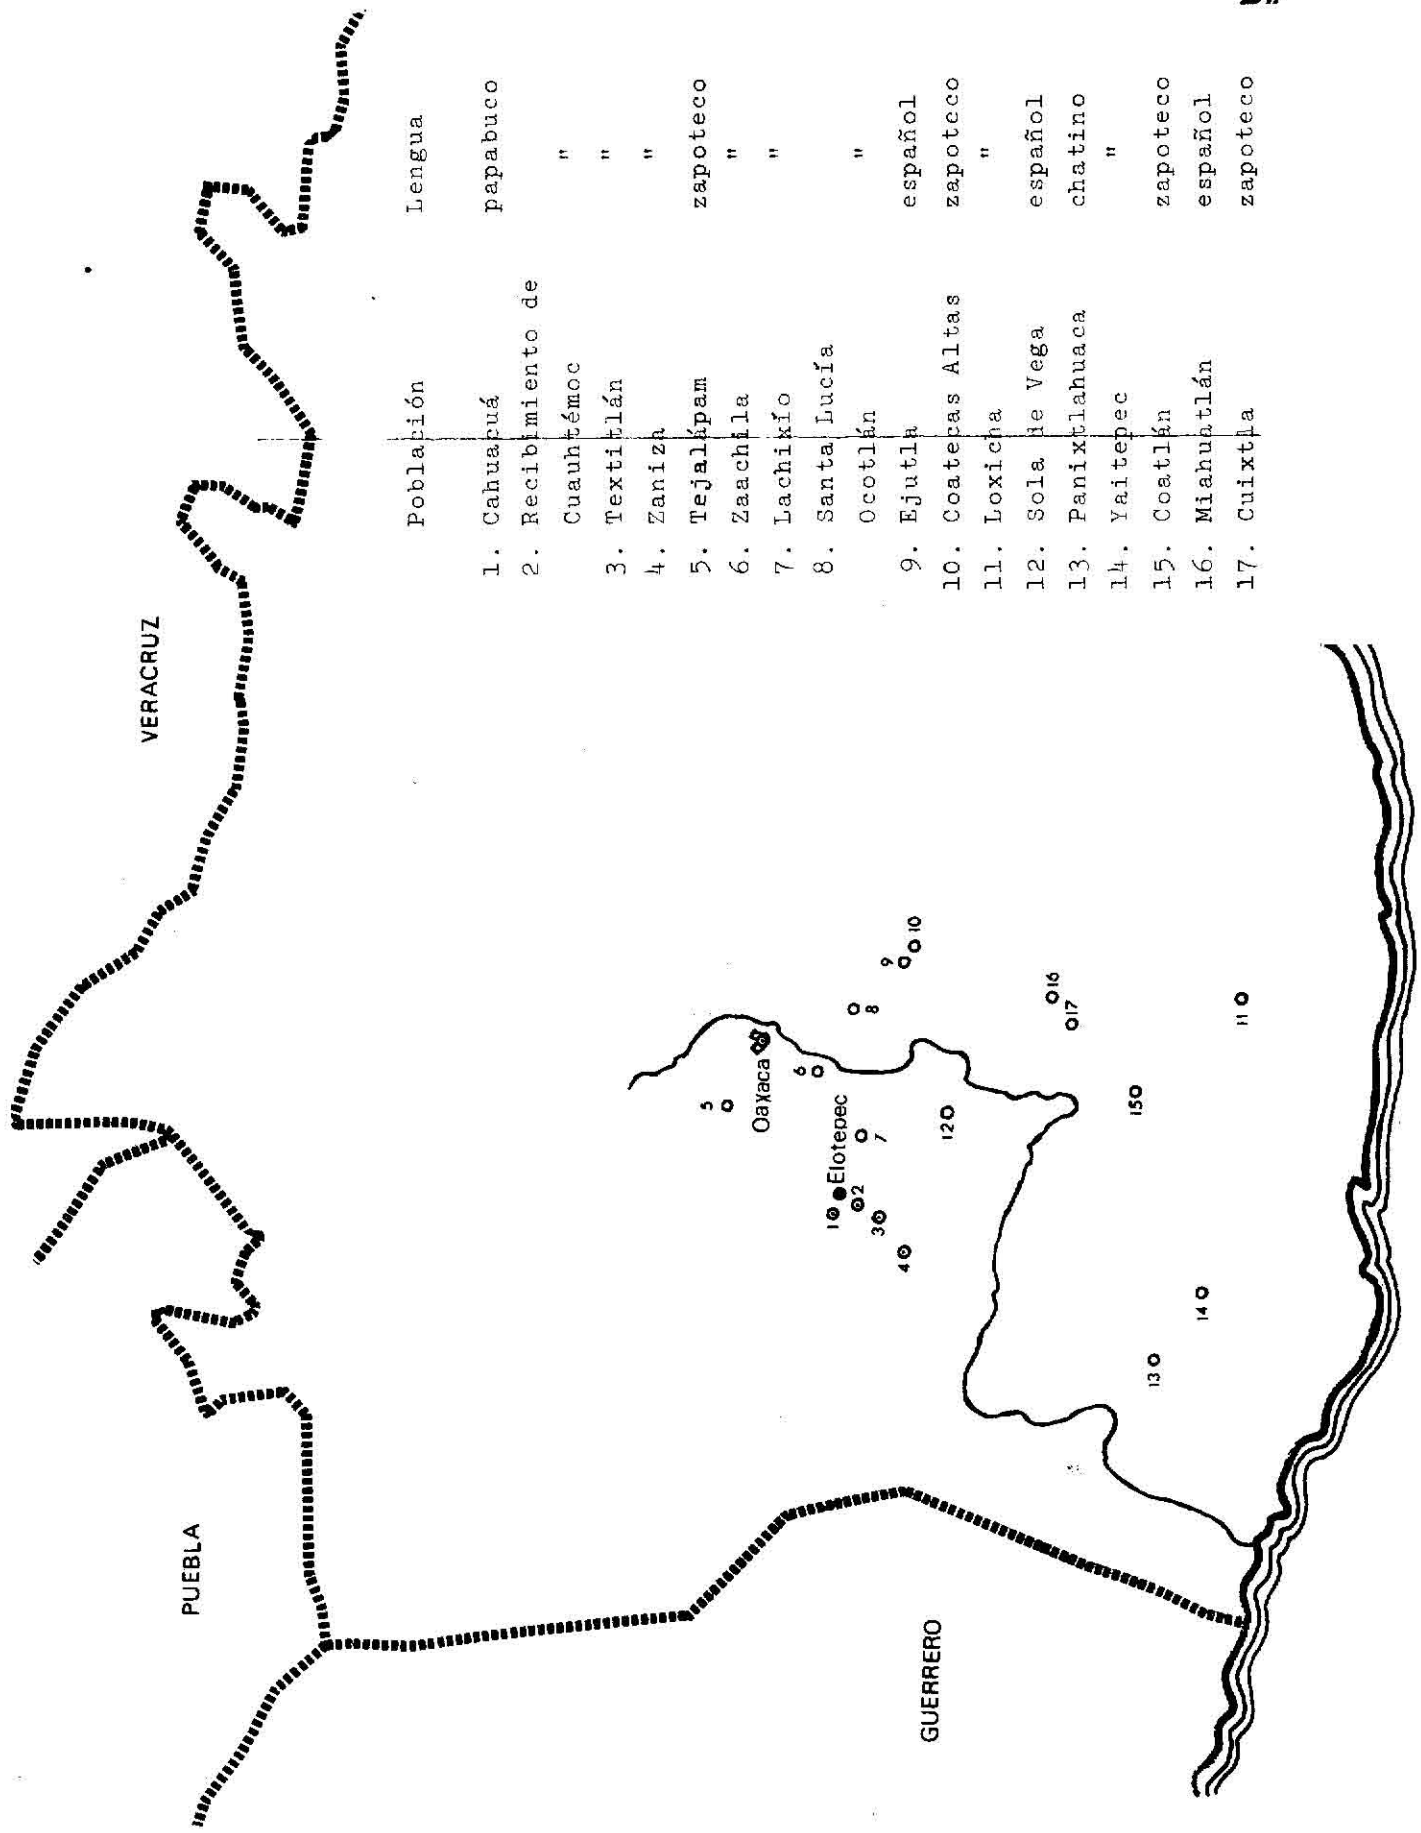 VERACRUZ
PUEBLA
GUERRERO
Oaxaca
Elotepec
1
2
3
4
5
6
7
8
9
10
11
12
13
14
15
16
17
Población Lengua
1. Cahuacuá papabuco
2. Recibimiento de
Cuauhtémoc "
3. Textitlán "
4. Zaniza "
5. Tejalápam zapoteco
6. Zaachila "
7. Lachixío "
8. Santa Lucía
Ocotlán "
9. Ejutla español
10. Coatecas Altas zapoteco
11. Loxicha "
12. Sola de Vega español
13. Panixtlahuaca chatino
14. Yaitepec "
15. Coatlán zapoteco
16. Miahuatlán español
17. Cuixtla zapoteco